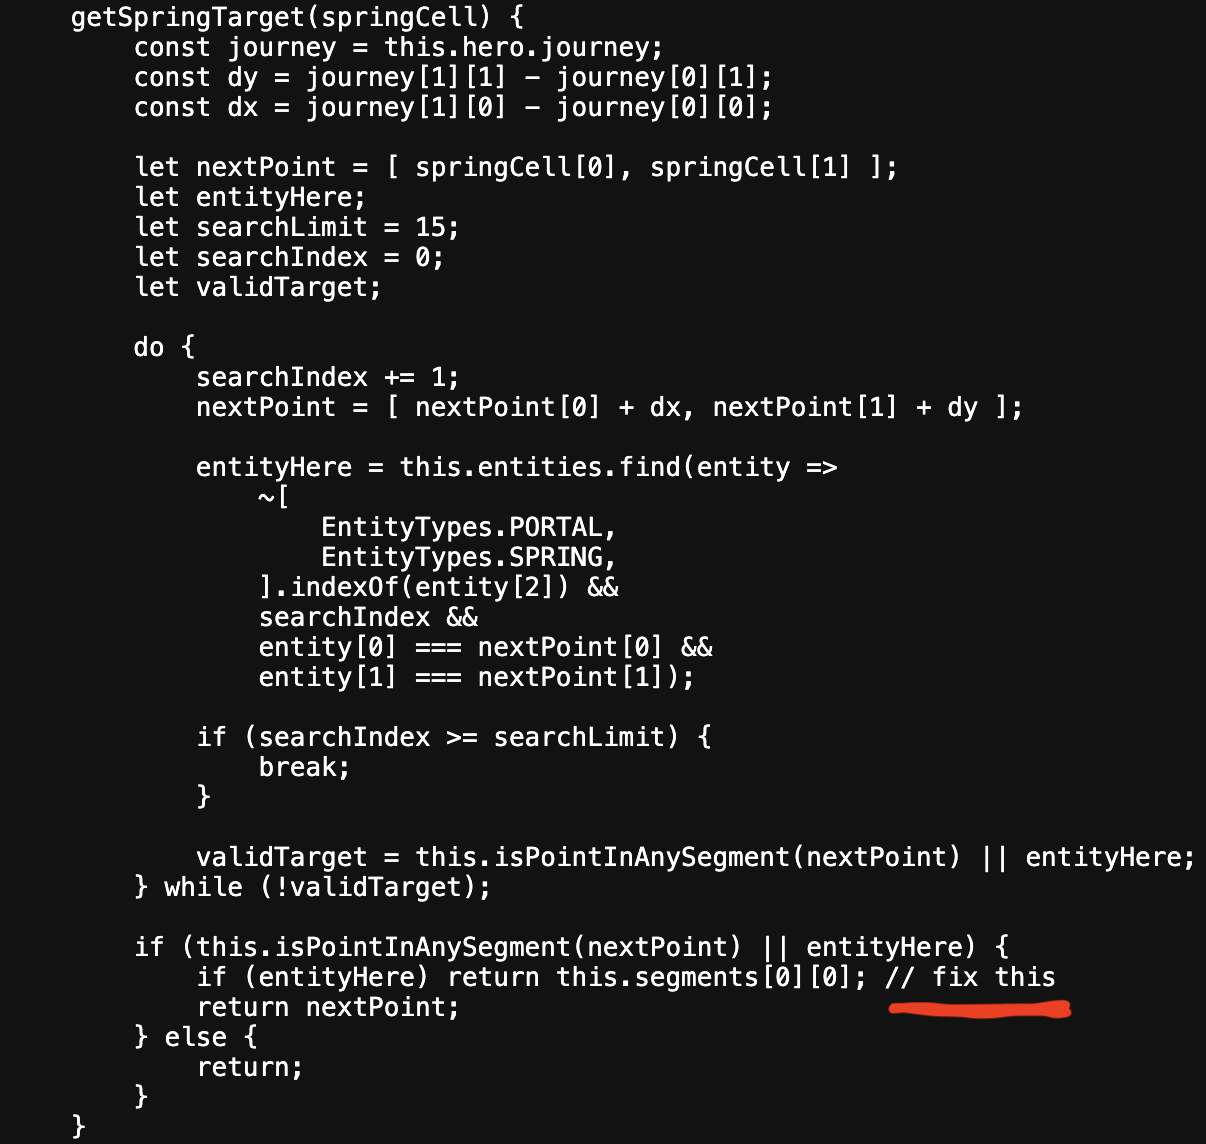 getSpringTarget(springCell) {
    const journey = this.hero.journey;
    const dy = journey[1][1] - journey[0][1];
    const dx = journey[1][0] - journey[0][0];

    let nextPoint = [ springCell[0], springCell[1] ];
    let entityHere;
    let searchLimit = 15;
    let searchIndex = 0;
    let validTarget;

    do {
        searchIndex += 1;
        nextPoint = [ nextPoint[0] + dx, nextPoint[1] + dy ];

        entityHere = this.entities.find(entity =>
            ~[
                EntityTypes.PORTAL,
                EntityTypes.SPRING,
            ].indexOf(entity[2]) &&
            searchIndex &&
            entity[0] === nextPoint[0] &&
            entity[1] === nextPoint[1]);

        if (searchIndex >= searchLimit) {
            break;
        }

        validTarget = this.isPointInAnySegment(nextPoint) || entityHere;
    } while (!validTarget);

    if (this.isPointInAnySegment(nextPoint) || entityHere) {
        if (entityHere) return this.segments[0][0]; // fix this
        return nextPoint;
    } else {
        return;
    }
}